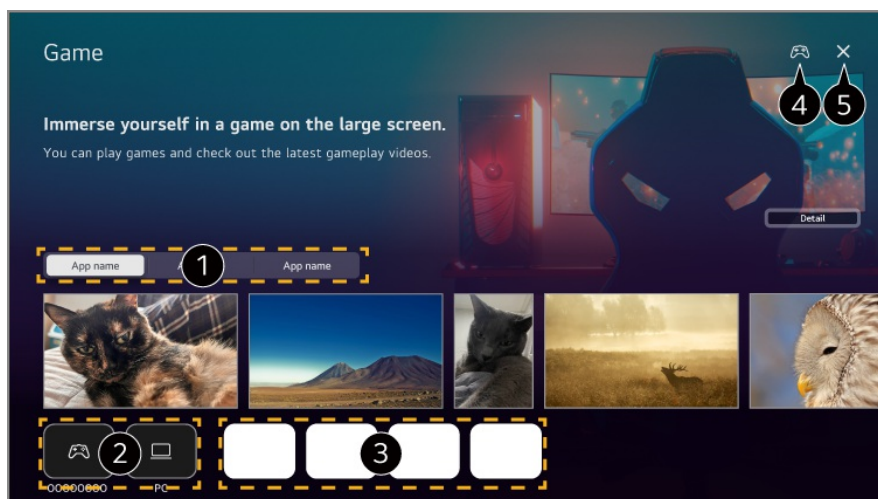 Game
4
5
Immerse yourself in a game on the large screen.
You can play games and check out the latest gameplay videos.
Detail
App name
1
App name
2
3
PC